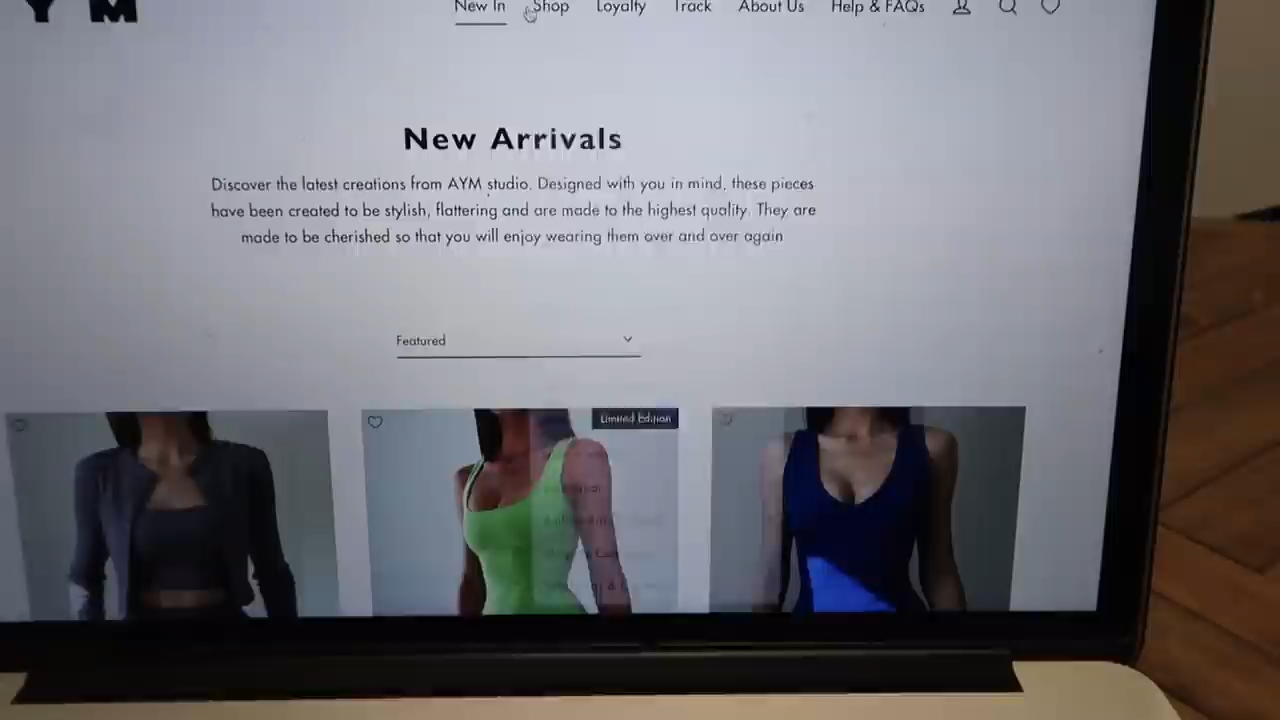 Y M
New In Shop Loyalty Track About Us Help & FAQs
New Arrivals
Discover the latest creations from AYM studio. Designed with you in mind, these pieces
have been created to be stylish, flattering and are made to the highest quality. They are
made to be cherished so that you will enjoy wearing them over and over again
Featured
Limited Edition